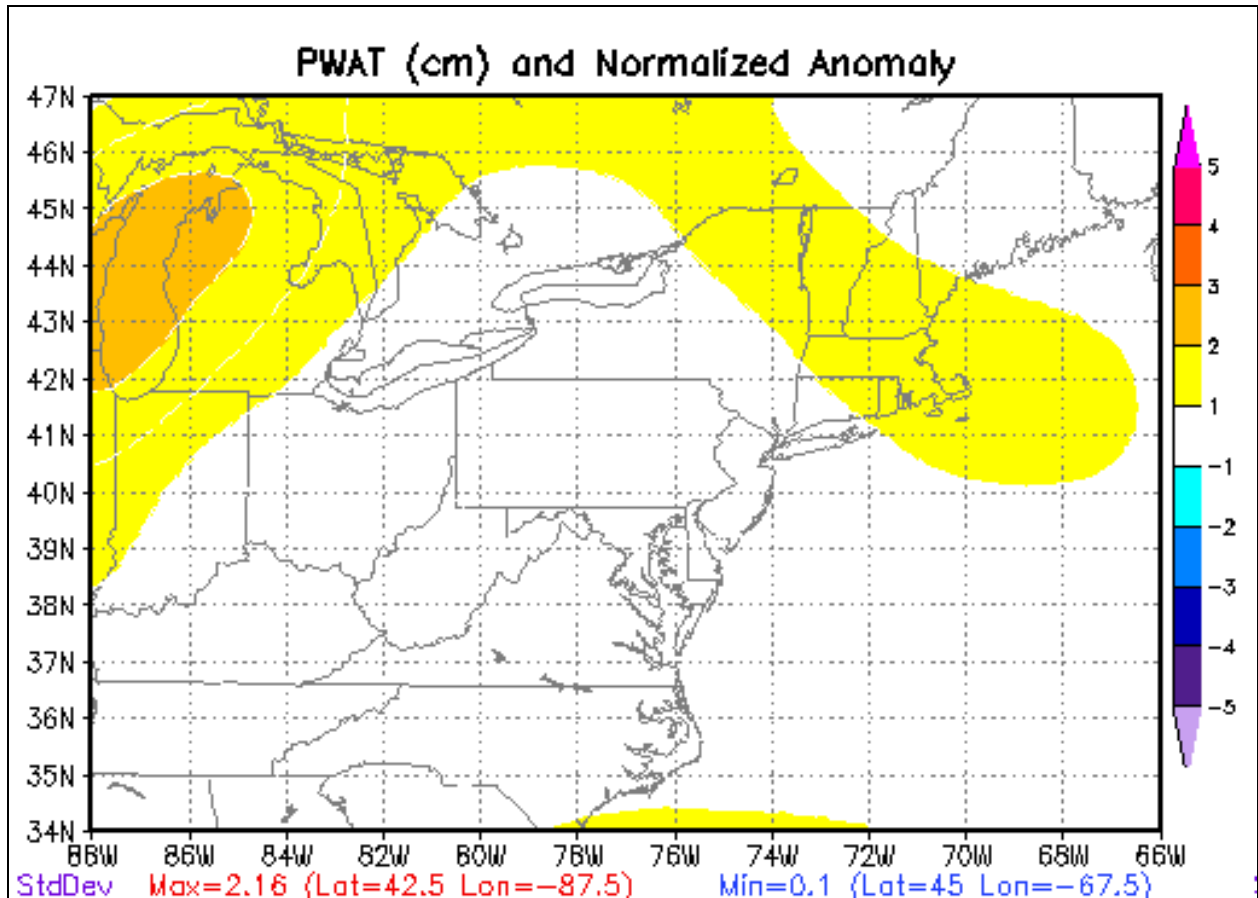 PWAT (cm) and Normalized Anomaly
47N
46N
45N
44N
43N
42N
41N
40N
39N
38N
37N
36N
35N
34N
88W 86W 84W 82W 80W 78W 76W 74W 72W 70W 68W 66W
5
4
3
2
1
-1
-2
-3
-4
-5
StdDev Max=2.16 (Lat=42.5 Lon=-87.5) Min=0.1 (Lat=45 Lon=-67.5)